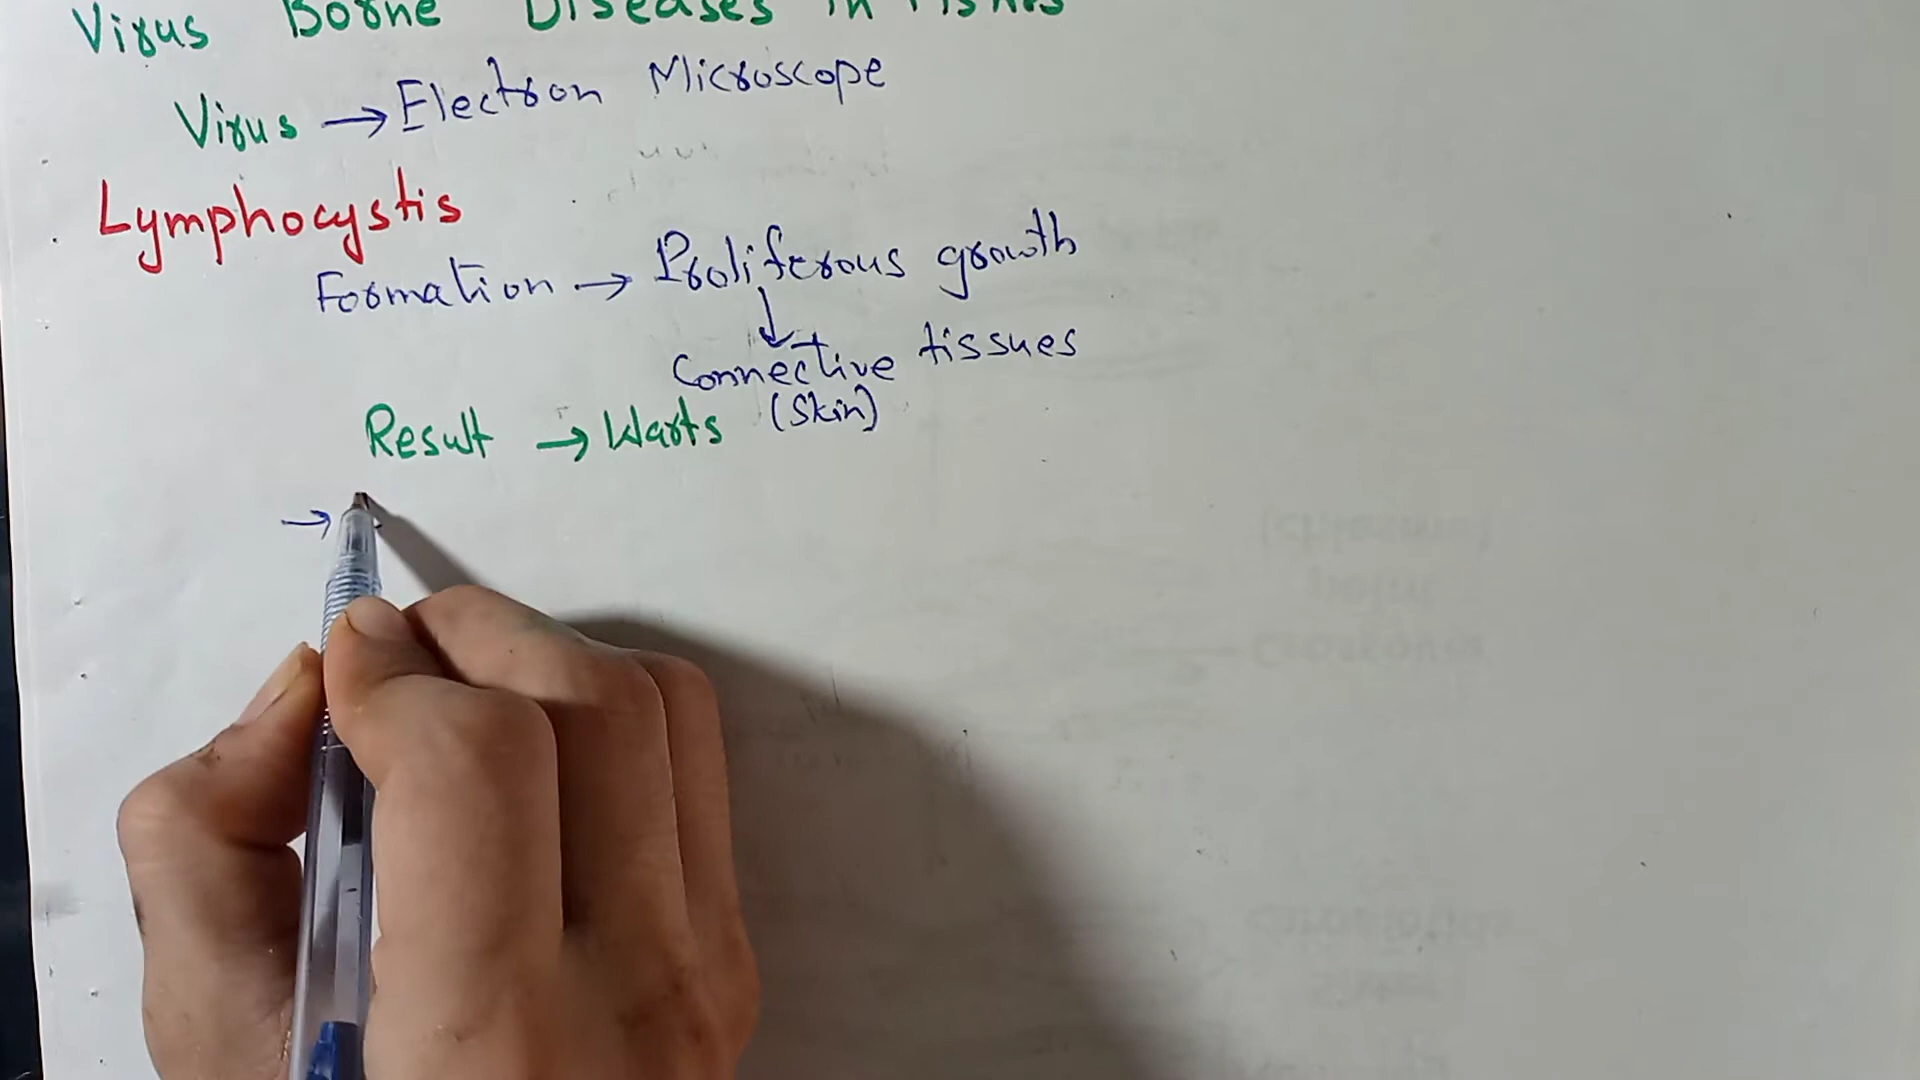 Virus Borne Diseases in Fishes
Virus → Electron Microscope
Lymphocystis
Formation → Proliferous growth
↓
Connective tissues
(Skin)
Result → Warts
→